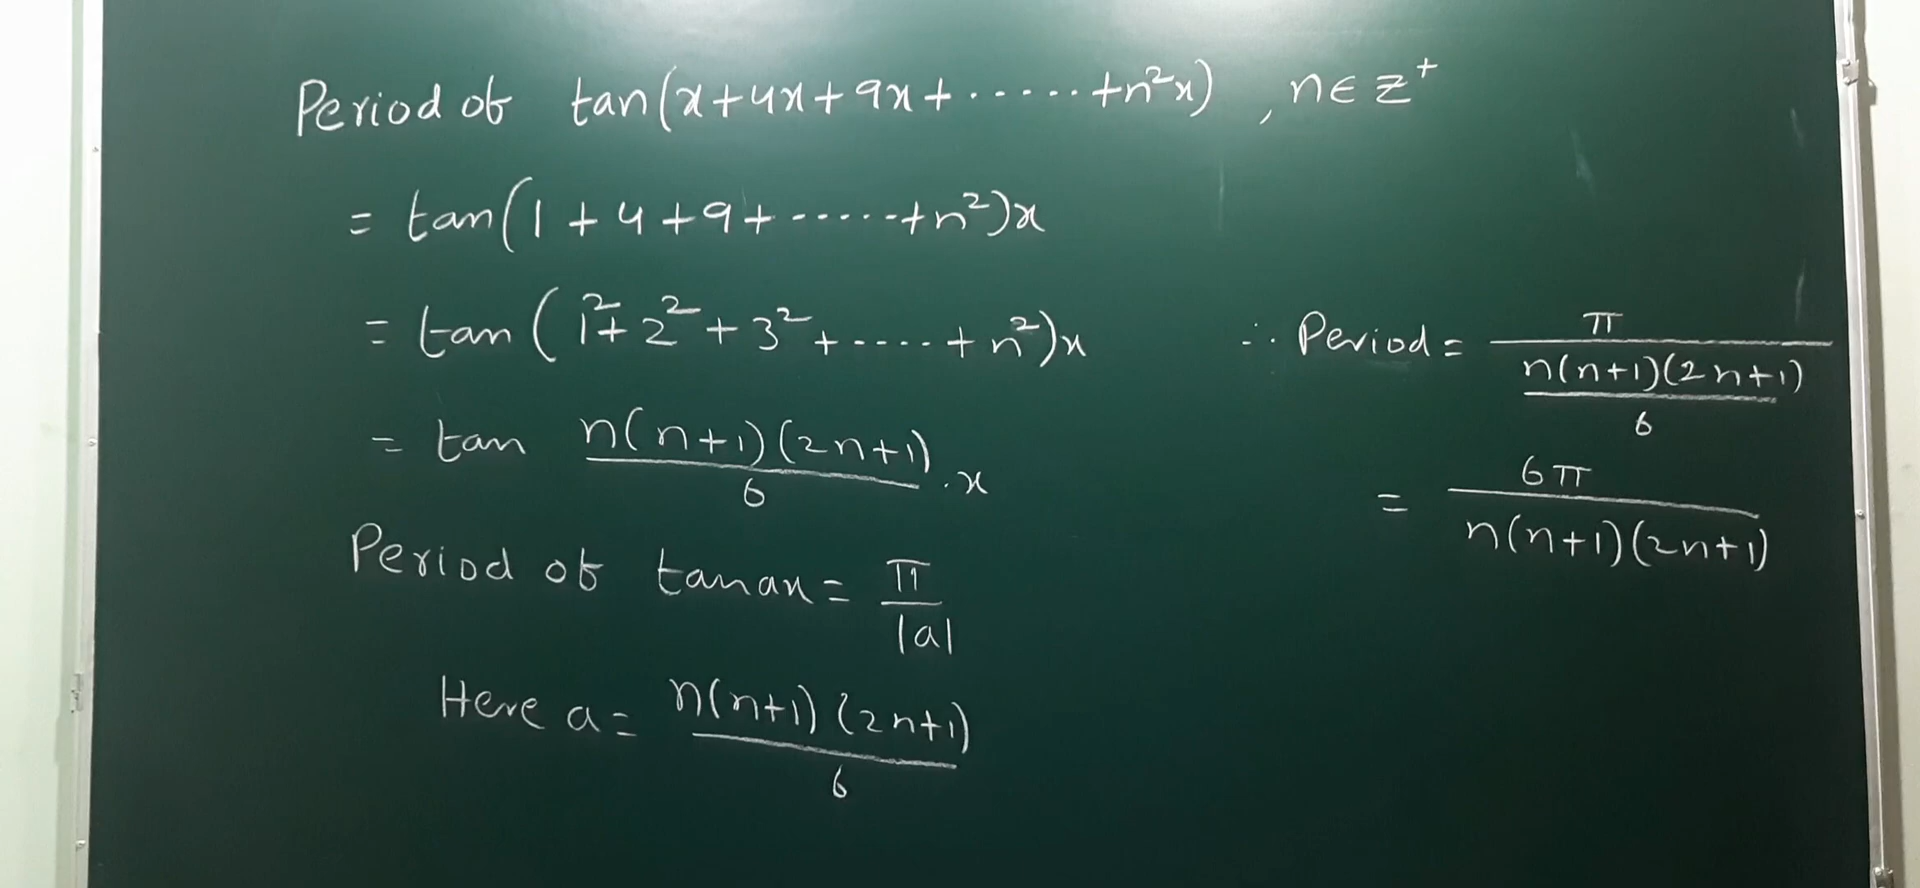 Period of tan(x+4x+9x+......+n²x) , n∈z⁺
= tan(1+4+9+......+n²)x
= tan(1²+2²+3²+.....+n²)x
= tan n(n+1)(2n+1)/6 .x
Period of tanax = π/|a|
Here a = n(n+1)(2n+1)/6
∴ Period = π/(n(n+1)(2n+1)/6)
= 6π/(n(n+1)(2n+1))